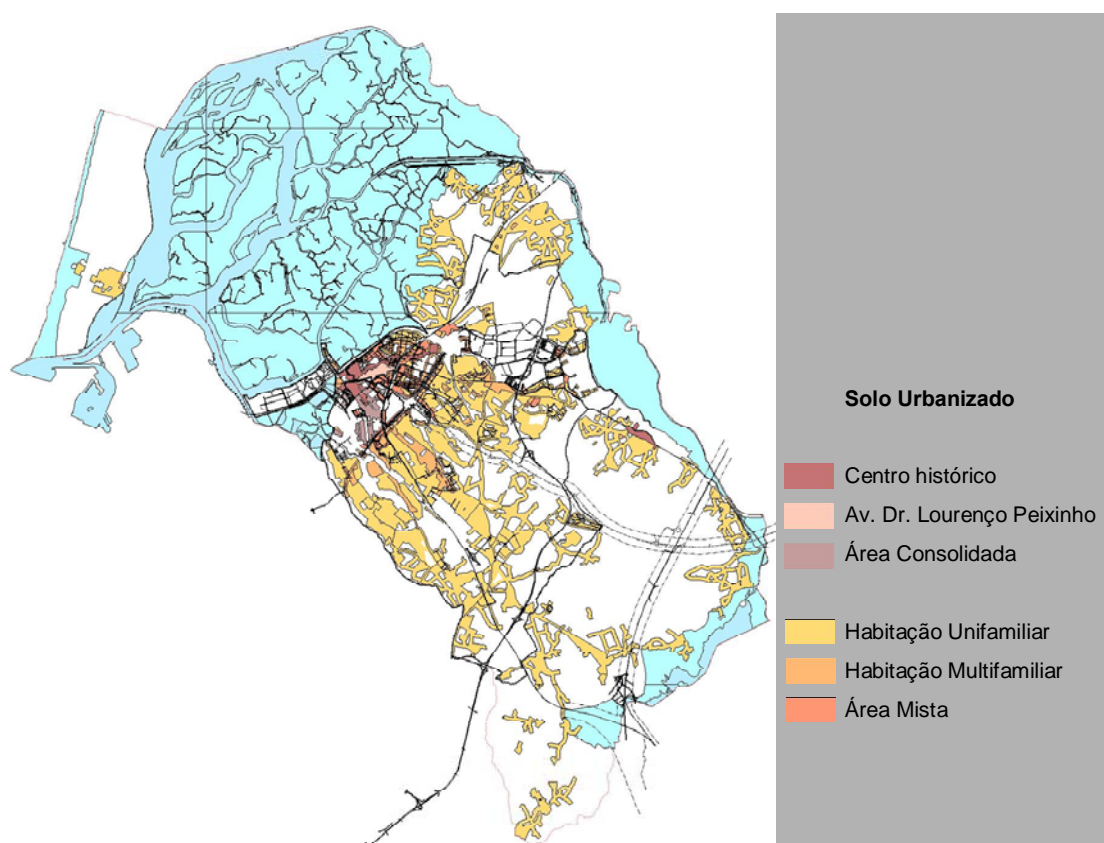 Solo Urbanizado
Centro histórico
Av. Dr. Lourenço Peixinho
Área Consolidada
Habitação Unifamiliar
Habitação Multifamiliar
Área Mista